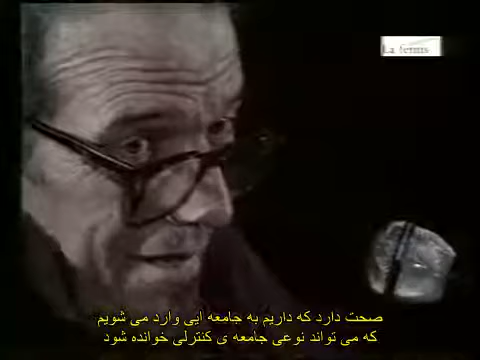 La femis
صحت دارد که داریم به جامعه ایی وارد می شویم
که می تواند نوعی جامعه ی کنترلی خوانده شود